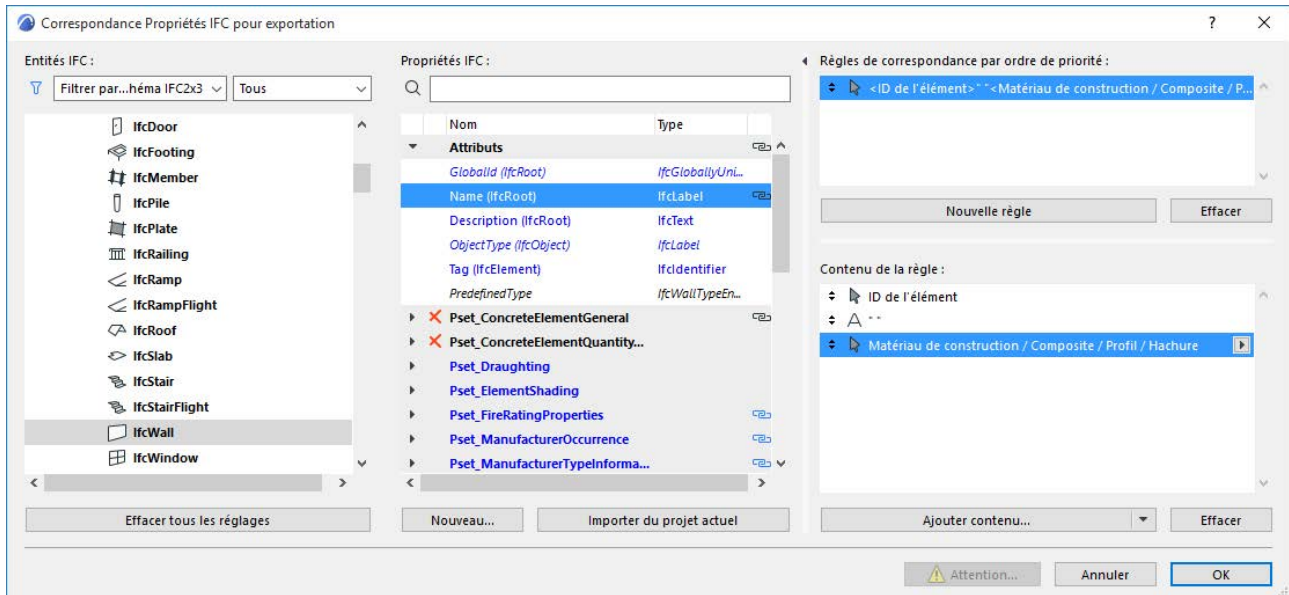 Correspondance Propriétés IFC pour exportation
?
Entités IFC :
Filtrer par...héma IFC2x3
Tous
IfcDoor
IfcFooting
IfcMember
IfcPile
IfcPlate
IfcRailing
IfcRamp
IfcRampFlight
IfcRoof
IfcSlab
IfcStair
IfcStairFlight
IfcWall
IfcWindow
Effacer tous les réglages
Propriétés IFC :
Nom Type
Attributs
GlobalId (IfcRoot) IfcGloballyUni...
Name (IfcRoot) IfcLabel
Description (IfcRoot) IfcText
ObjectType (IfcObject) IfcLabel
Tag (IfcElement) IfcIdentifier
PredefinedType IfcWallTypeEn...
Pset_ConcreteElementGeneral
Pset_ConcreteElementQuantity...
Pset_Draughting
Pset_ElementShading
Pset_FireRatingProperties
Pset_ManufacturerOccurrence
Pset_ManufacturerTypeInforma...
Nouveau...
Importer du projet actuel
Règles de correspondance par ordre de priorité :
<ID de l'élément>" "<Matériau de construction / Composite / P...
Nouvelle règle
Effacer
Contenu de la règle :
ID de l'élément
" "
Matériau de construction / Composite / Profil / Hachure
Ajouter contenu...
Effacer
Attention...
Annuler
OK